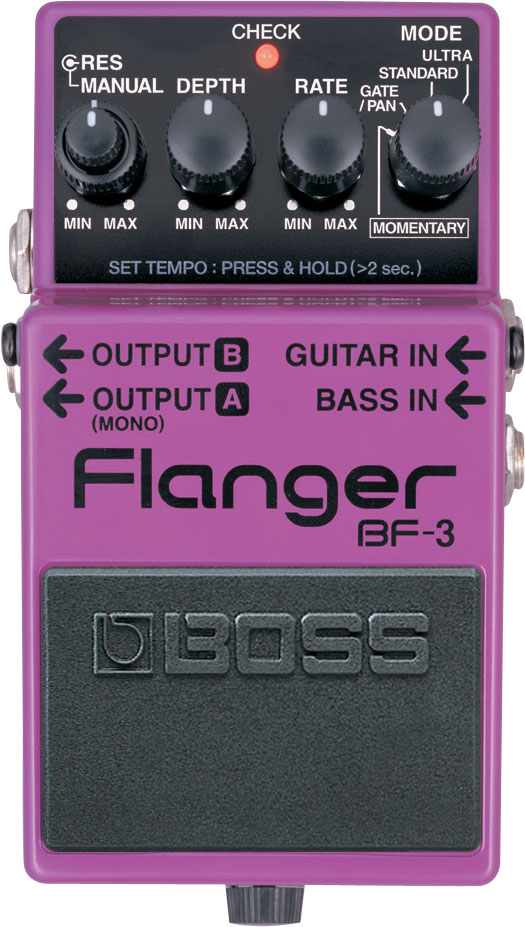 CHECK
MODE
RES
MANUAL
DEPTH
RATE
ULTRA
STANDARD
GATE
/PAN
MOMENTARY
MIN MAX
MIN MAX
MIN MAX
SET TEMPO : PRESS & HOLD (>2 sec.)
OUTPUT B
GUITAR IN
OUTPUT A
(MONO)
BASS IN
Flanger
BF-3
BOSS